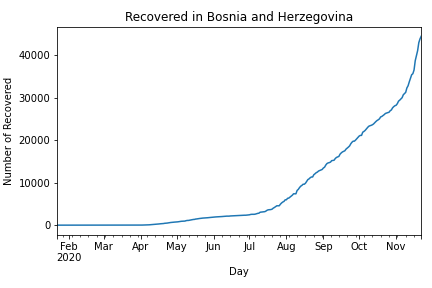 Recovered in Bosnia and Herzegovina
Number of Recovered
40000
30000
20000
10000
0
Feb Mar Apr May Jun Jul Aug Sep Oct Nov
2020
Day